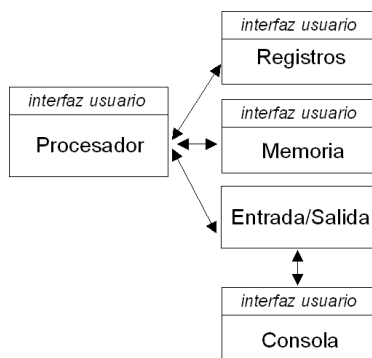 interfaz usuario
Registros
interfaz usuario
Procesador
interfaz usuario
Memoria
Entrada/Salida
interfaz usuario
Consola